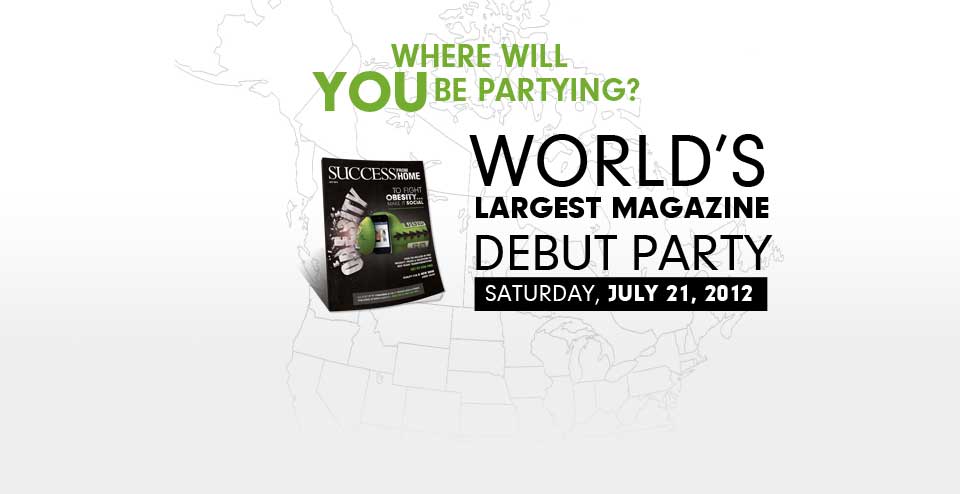 WHERE WILL
YOU BE PARTYING?
WORLD'S
LARGEST MAGAZINE
DEBUT PARTY
SATURDAY, JULY 21, 2012
SUCCESS FROM HOME
TO FIGHT
OBESITY...
MAKE IT SOCIAL
OBESITY